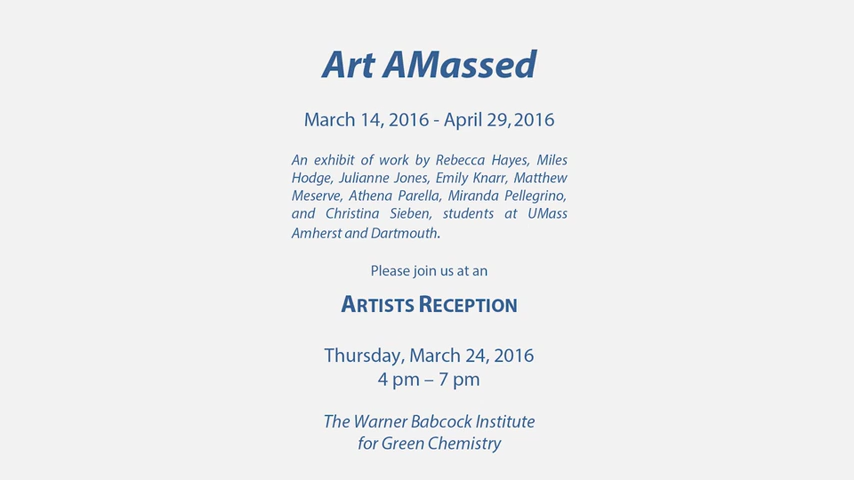 Art AMassed
March 14, 2016 - April 29, 2016
An exhibit of work by Rebecca Hayes, Miles
Hodge, Julianne Jones, Emily Knarr, Matthew
Meserve, Athena Parella, Miranda Pellegrino,
and Christina Sieben, students at UMass
Amherst and Dartmouth.
Please join us at an
ARTISTS RECEPTION
Thursday, March 24, 2016
4 pm – 7 pm
The Warner Babcock Institute
for Green Chemistry